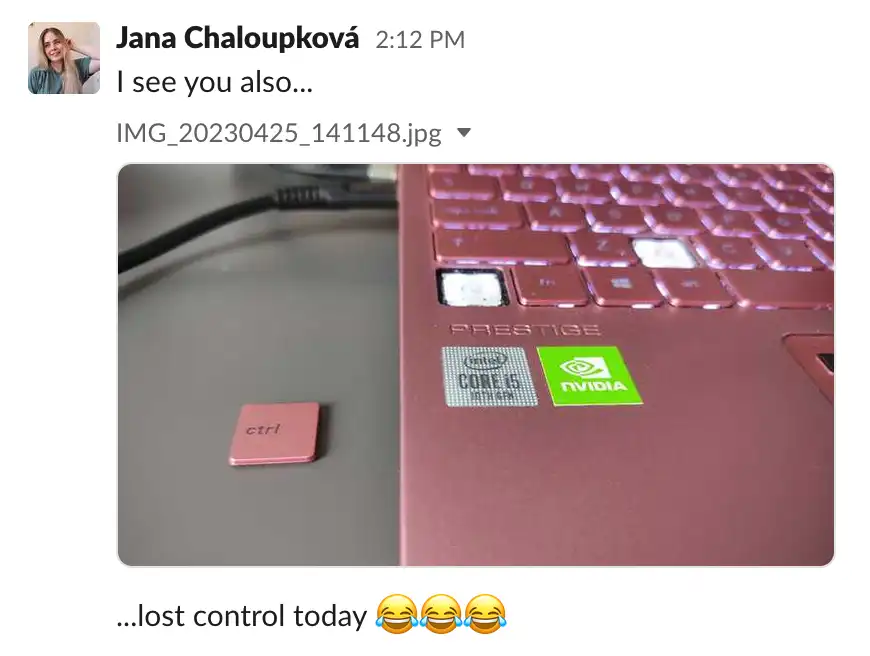 Jana Chaloupková 2:12 PM
I see you also...
IMG_20230425_141148.jpg
Z
fn
PRESTIGE
intel
CORE i5
10TH GEN
NVIDIA
ctrl
...lost control today 😂😂😂